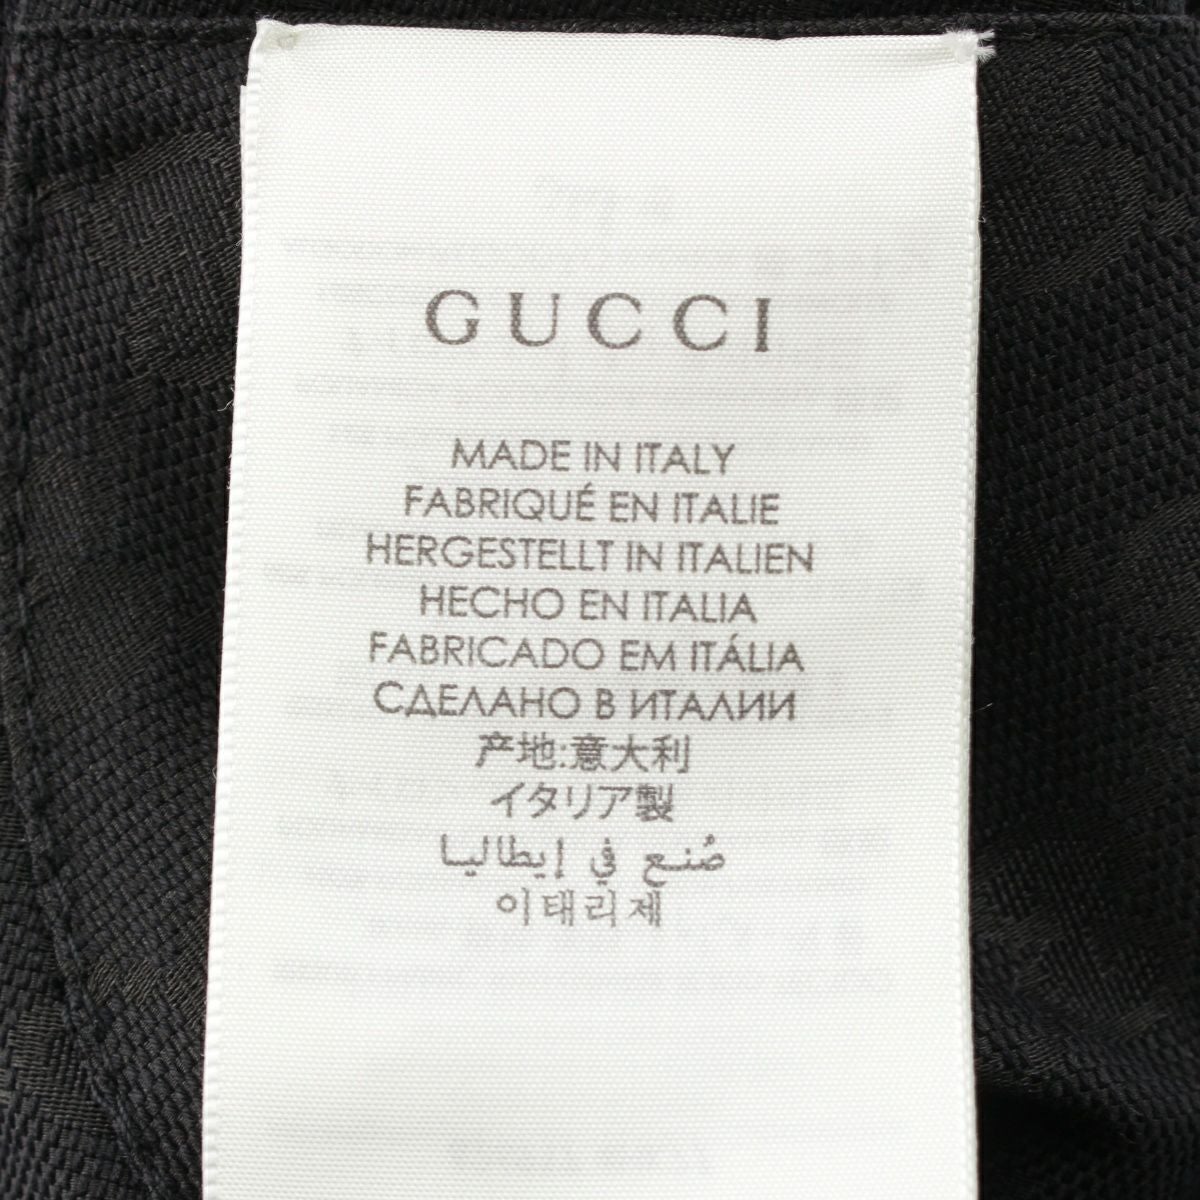 GUCCI
MADE IN ITALY
FABRIQUÉ EN ITALIE
HERGESTELLT IN ITALIEN
HECHO EN ITALIA
FABRICADO EM ITÁLIA
СДЕЛАНО В ИТАЛИИ
产地:意大利
イタリア製
صُنع في إيطاليا
이태리제